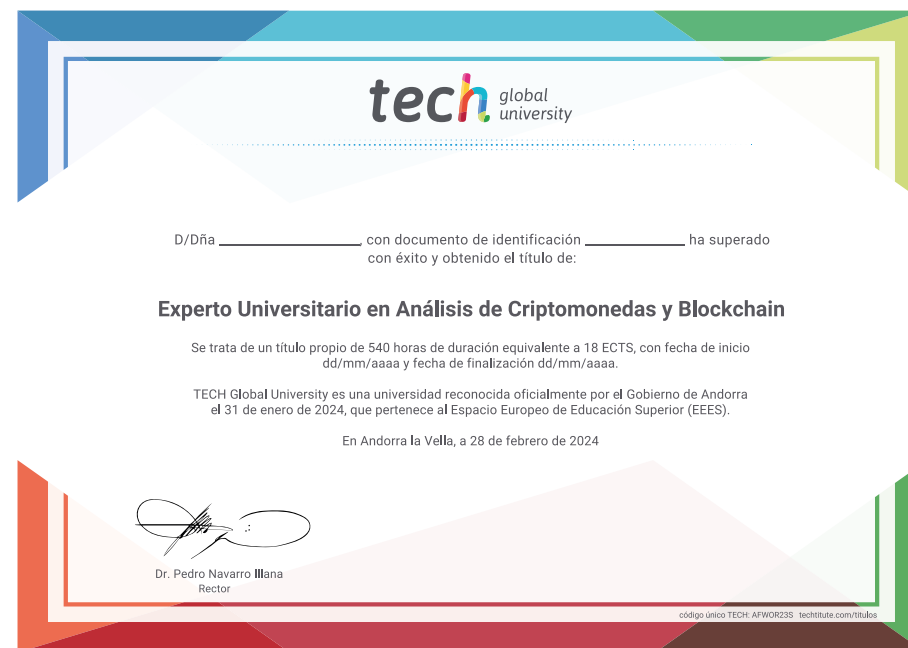 tech global university
D/Dña ____________________, con documento de identificación ______________ ha superado
con éxito y obtenido el título de:
Experto Universitario en Análisis de Criptomonedas y Blockchain
Se trata de un título propio de 540 horas de duración equivalente a 18 ECTS, con fecha de inicio
dd/mm/aaaa y fecha de finalización dd/mm/aaaa.
TECH Global University es una universidad reconocida oficialmente por el Gobierno de Andorra
el 31 de enero de 2024, que pertenece al Espacio Europeo de Educación Superior (EEES).
En Andorra la Vella, a 28 de febrero de 2024
Dr. Pedro Navarro Illana
Rector
código único TECH: AFWOR23S techtitute.com/titulos